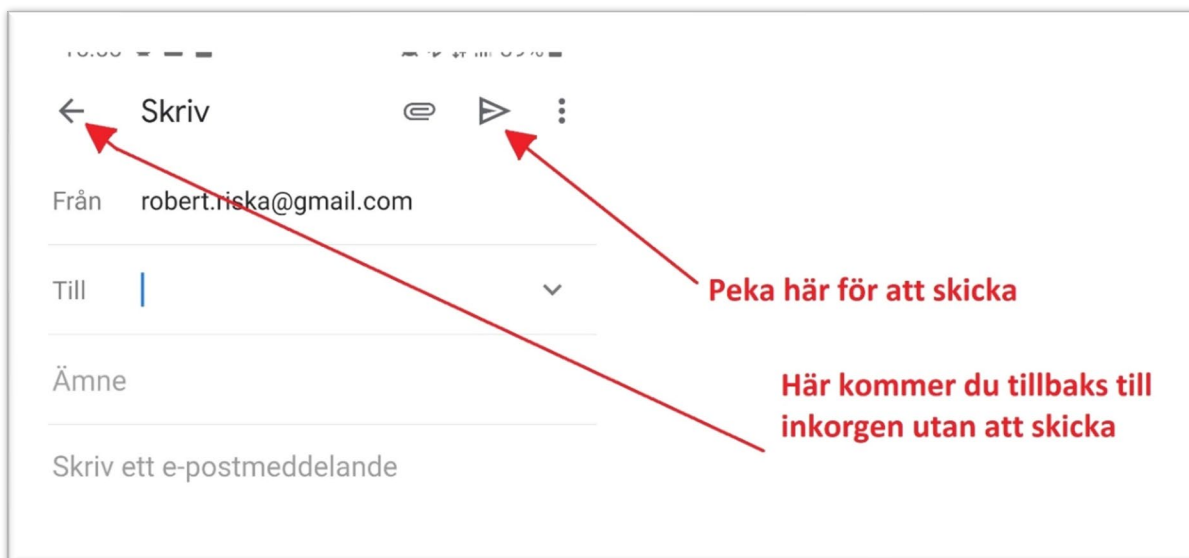 Skriv
Från robert.riska@gmail.com
Till
Peka här för att skicka
Ämne
Här kommer du tillbaks till
inkorgen utan att skicka
Skriv ett e-postmeddelande